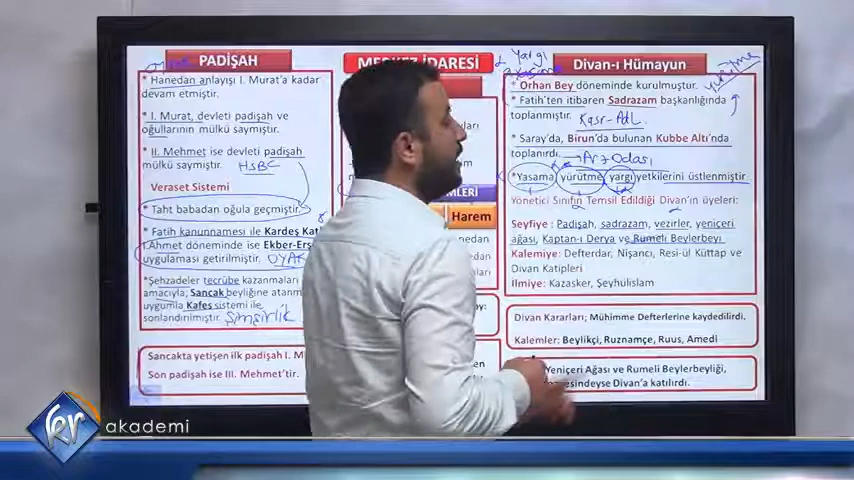 PADİŞAH
* Hanedan anlayışı I. Murat'a kadar
devam etmiştir.
* I. Murat, devleti padişah ve
oğullarının mülkü saymıştır.
* II. Mehmet ise devleti padişah
mülkü saymıştır. HSBC
Veraset Sistemi
* Taht babadan oğula geçmiştir.
* Fatih kanunnamesi ile Kardeş
I.Ahmet döneminde ise Ekber
uygulaması getirilmiştir. OYAK
*Şehzadeler tecrübe kazanmaları
amacıyla, Sancak beyliğine
uygumla Kafes sistemi ile
sonlandırılmıştır. Şimşirlik
Sancakta yetişen ilk padişah I.
Son padişah ise III. Mehmet'tir.
MERKEZ İDARESİ
Harem
Yargı
Divan-ı Hümayun
* Orhan Bey döneminde kurulmuştur.
* Fatih'ten itibaren Sadrazam başkanlığında
toplanmıştır. Kasr-Adl
* Saray'da, Birun'da bulunan Kubbe Altı'nda
toplanırdı. Arz Odası
*Yasama yürütme yargı yetkilerini üstlenmiştir
Yönetici Sınıfın Temsil Edildiği Divan'ın üyeleri:
Seyfiye: Padişah, sadrazam, vezirler, yeniçeri
ağası, Kaptan-ı Derya ve Rumeli Beylerbeyi
Kalemiye: Defterdar, Nişancı, Resi-ül Küttap ve
Divan Katipleri
İlmiye: Kazasker, Şeyhülislam
Divan Kararları; Mühimme Defterlerine kaydedilirdi.
Kalemler: Beylikçi, Ruznamçe, Ruus, Amedi
Yeniçeri Ağası ve Rumeli Beylerbeyliği,
Divan'a katılırdı.
KR akademi